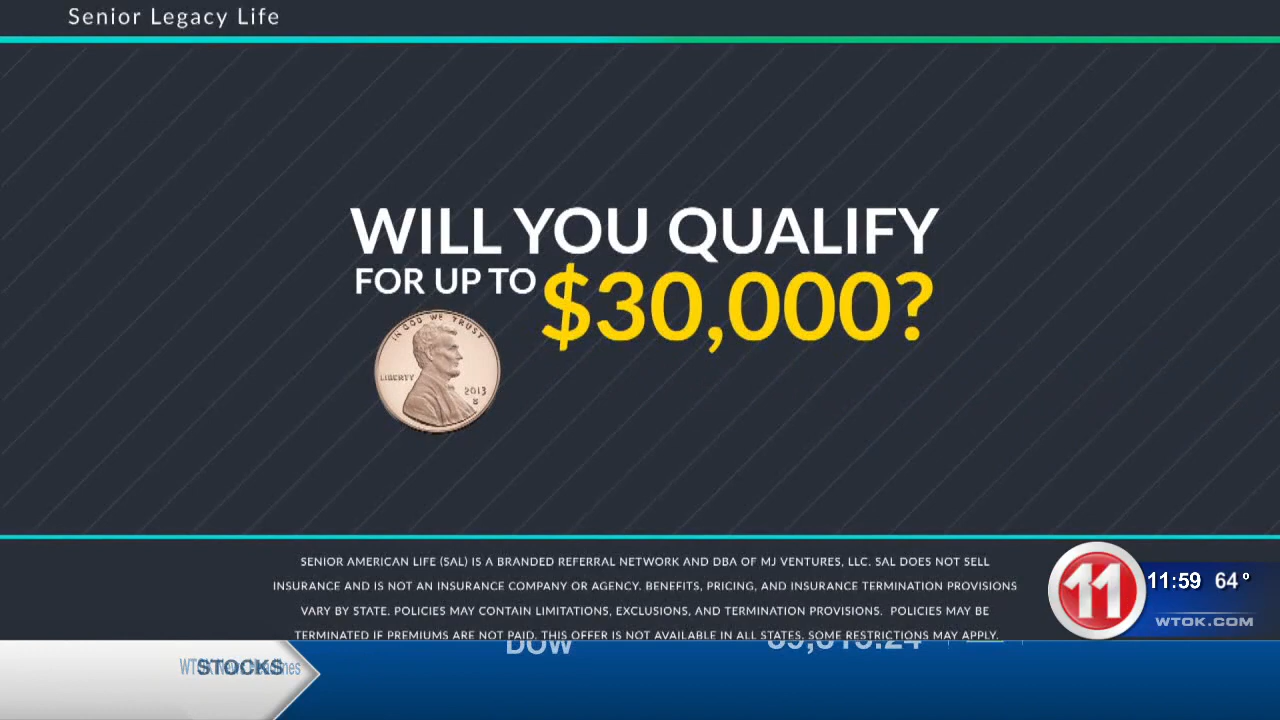 Senior Legacy Life
WILL YOU QUALIFY
FOR UP TO $30,000?
IN GOD WE TRUST
LIBERTY
2013
S
SENIOR AMERICAN LIFE (SAL) IS A BRANDED REFERRAL NETWORK AND DBA OF MJ VENTURES, LLC. SAL DOES NOT SELL
INSURANCE AND IS NOT AN INSURANCE COMPANY OR AGENCY. BENEFITS, PRICING, AND INSURANCE TERMINATION PROVISIONS
VARY BY STATE. POLICIES MAY CONTAIN LIMITATIONS, EXCLUSIONS, AND TERMINATION PROVISIONS. POLICIES MAY BE
TERMINATED IF PREMIUMS ARE NOT PAID. THIS OFFER IS NOT AVAILABLE IN ALL STATES. SOME RESTRICTIONS MAY APPLY.
11
11:59 64°
WTOK.COM
STOCKS
DOW